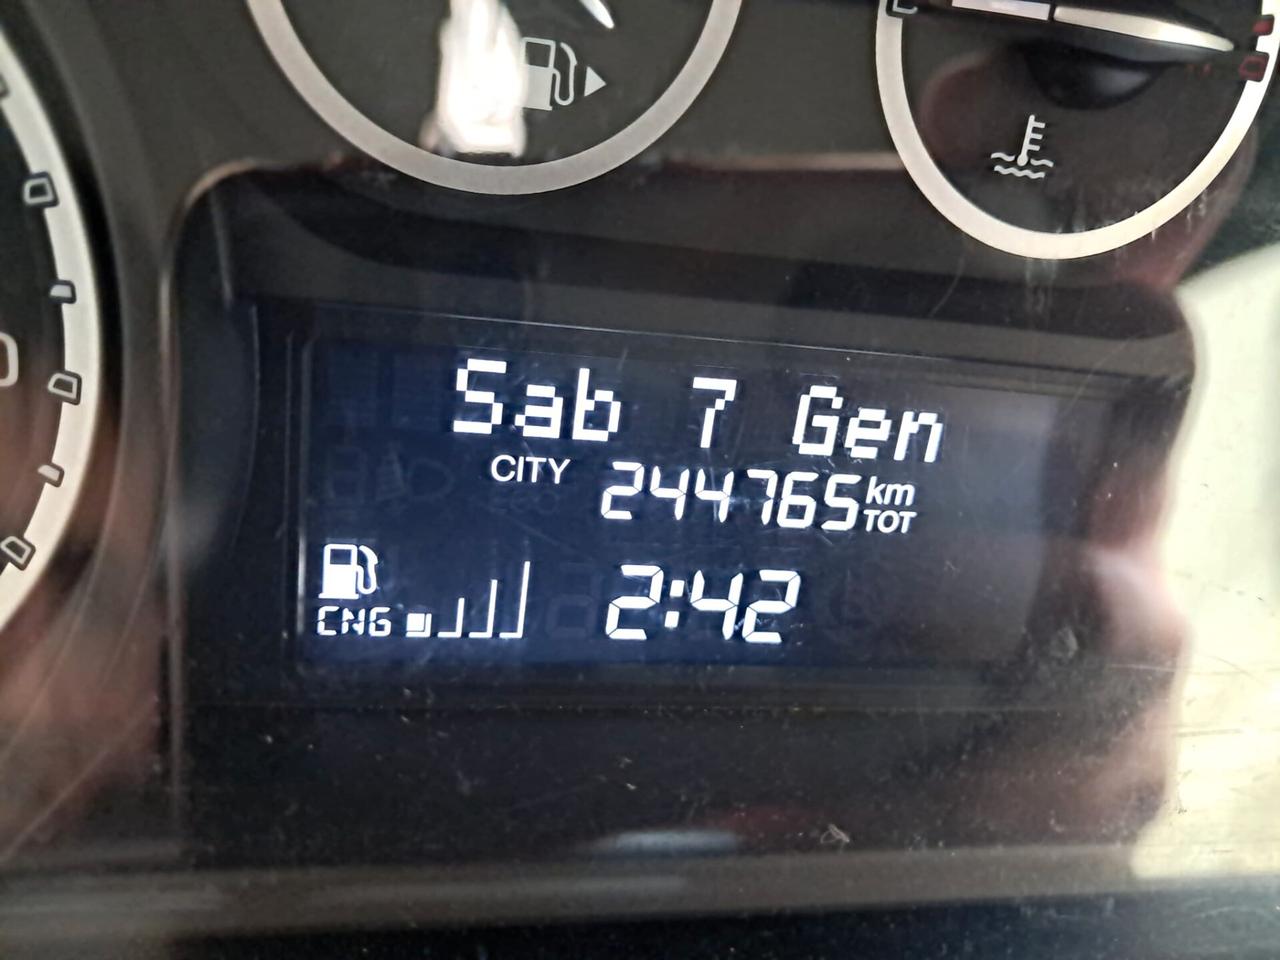 Sab 7 Gen
CITY 244765 km TOT
CNG 2:42